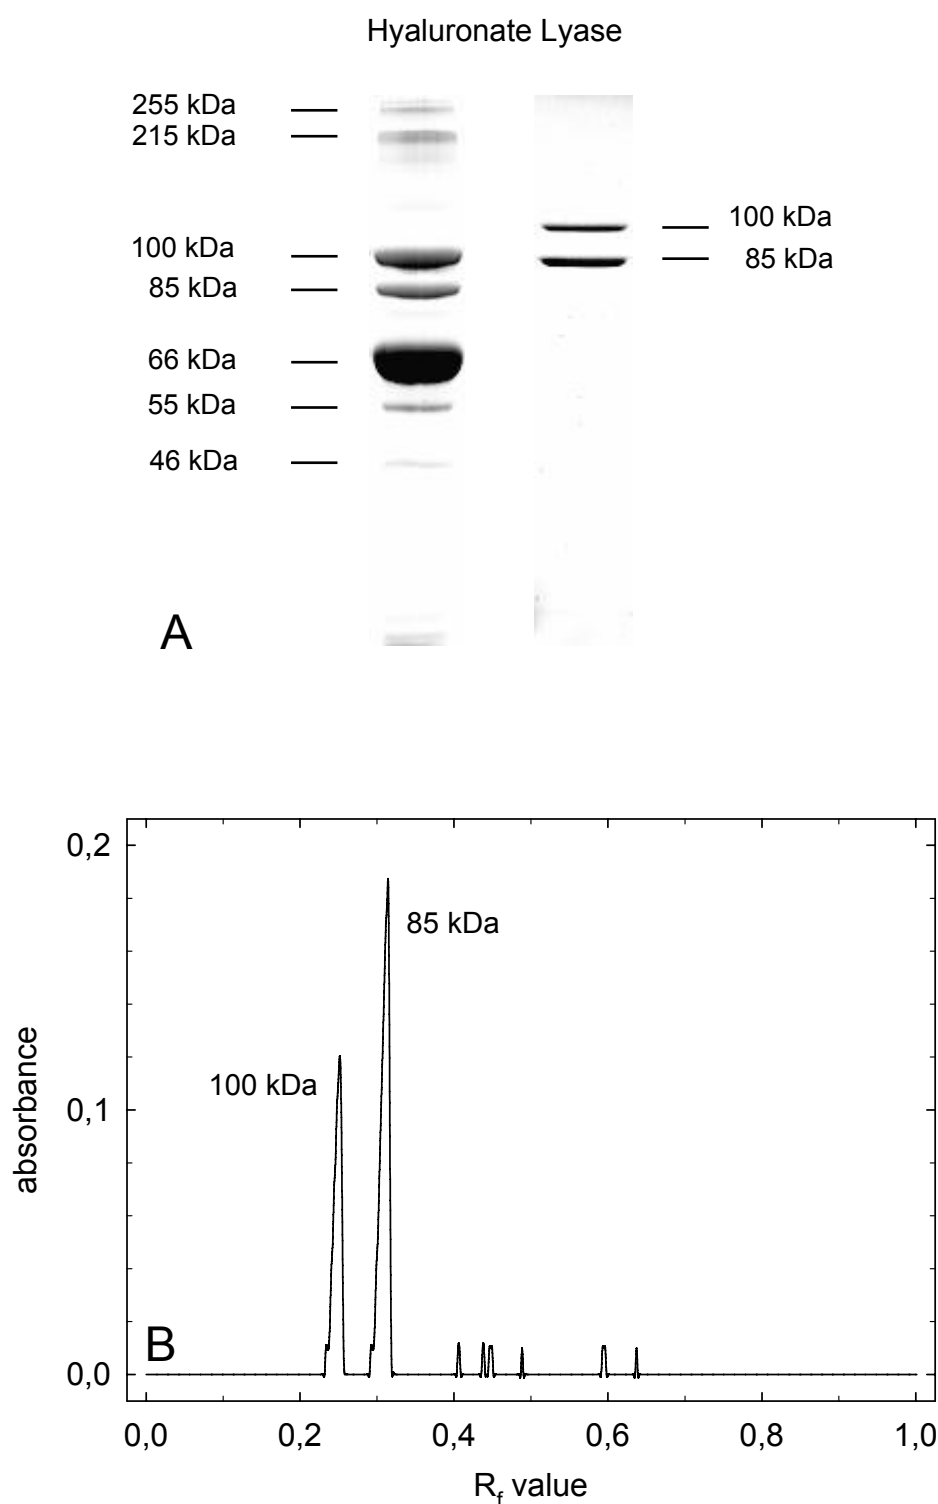 Hyaluronate Lyase
255 kDa
215 kDa
100 kDa
100 kDa
85 kDa
85 kDa
66 kDa
55 kDa
46 kDa
A
0,2
85 kDa
100 kDa
0,1
absorbance
B
0,0
0,0 0,2 0,4 0,6 0,8 1,0
Rf value